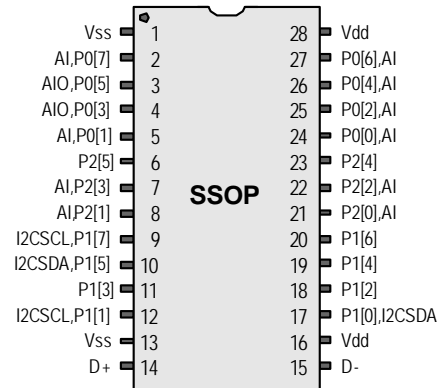 Vss 1 28 Vdd
AI,P0[7] 2 27 P0[6],AI
AIO,P0[5] 3 26 P0[4],AI
AIO,P0[3] 4 25 P0[2],AI
AI,P0[1] 5 24 P0[0],AI
P2[5] 6 23 P2[4]
AI,P2[3] 7 22 P2[2],AI
SSOP
AI,P2[1] 8 21 P2[0],AI
I2CSCL,P1[7] 9 20 P1[6]
I2CSDA,P1[5] 10 19 P1[4]
P1[3] 11 18 P1[2]
I2CSCL,P1[1] 12 17 P1[0],I2CSDA
Vss 13 16 Vdd
D+ 14 15 D-